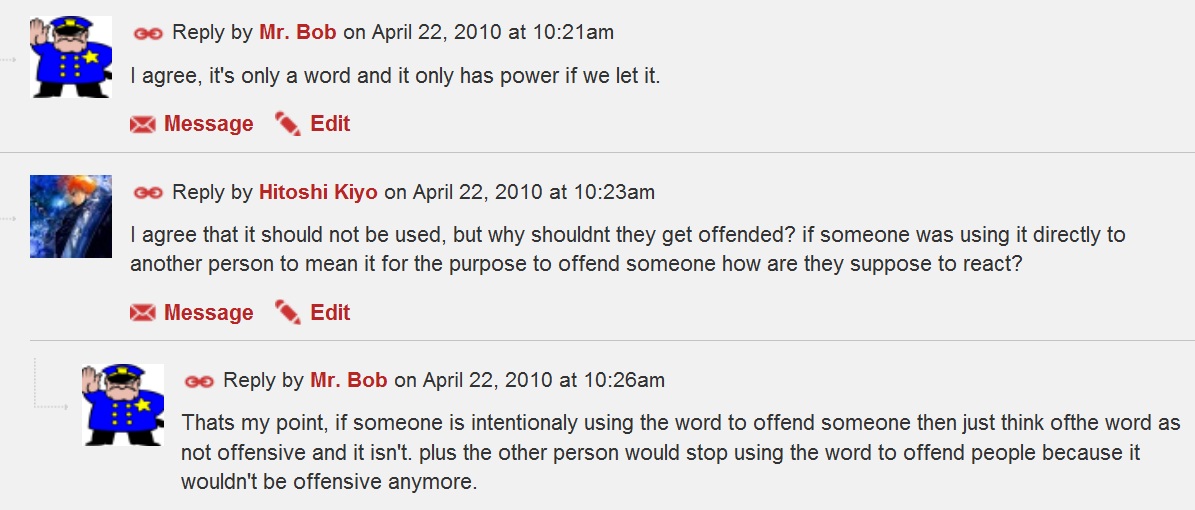 Reply by Mr. Bob on April 22, 2010 at 10:21am
I agree, it's only a word and it only has power if we let it.
Message Edit
Reply by Hitoshi Kiyo on April 22, 2010 at 10:23am
I agree that it should not be used, but why shouldnt they get offended? if someone was using it directly to
another person to mean it for the purpose to offend someone how are they suppose to react?
Message Edit
Reply by Mr. Bob on April 22, 2010 at 10:26am
Thats my point, if someone is intentionaly using the word to offend someone then just think ofthe word as
not offensive and it isn't. plus the other person would stop using the word to offend people because it
wouldn't be offensive anymore.